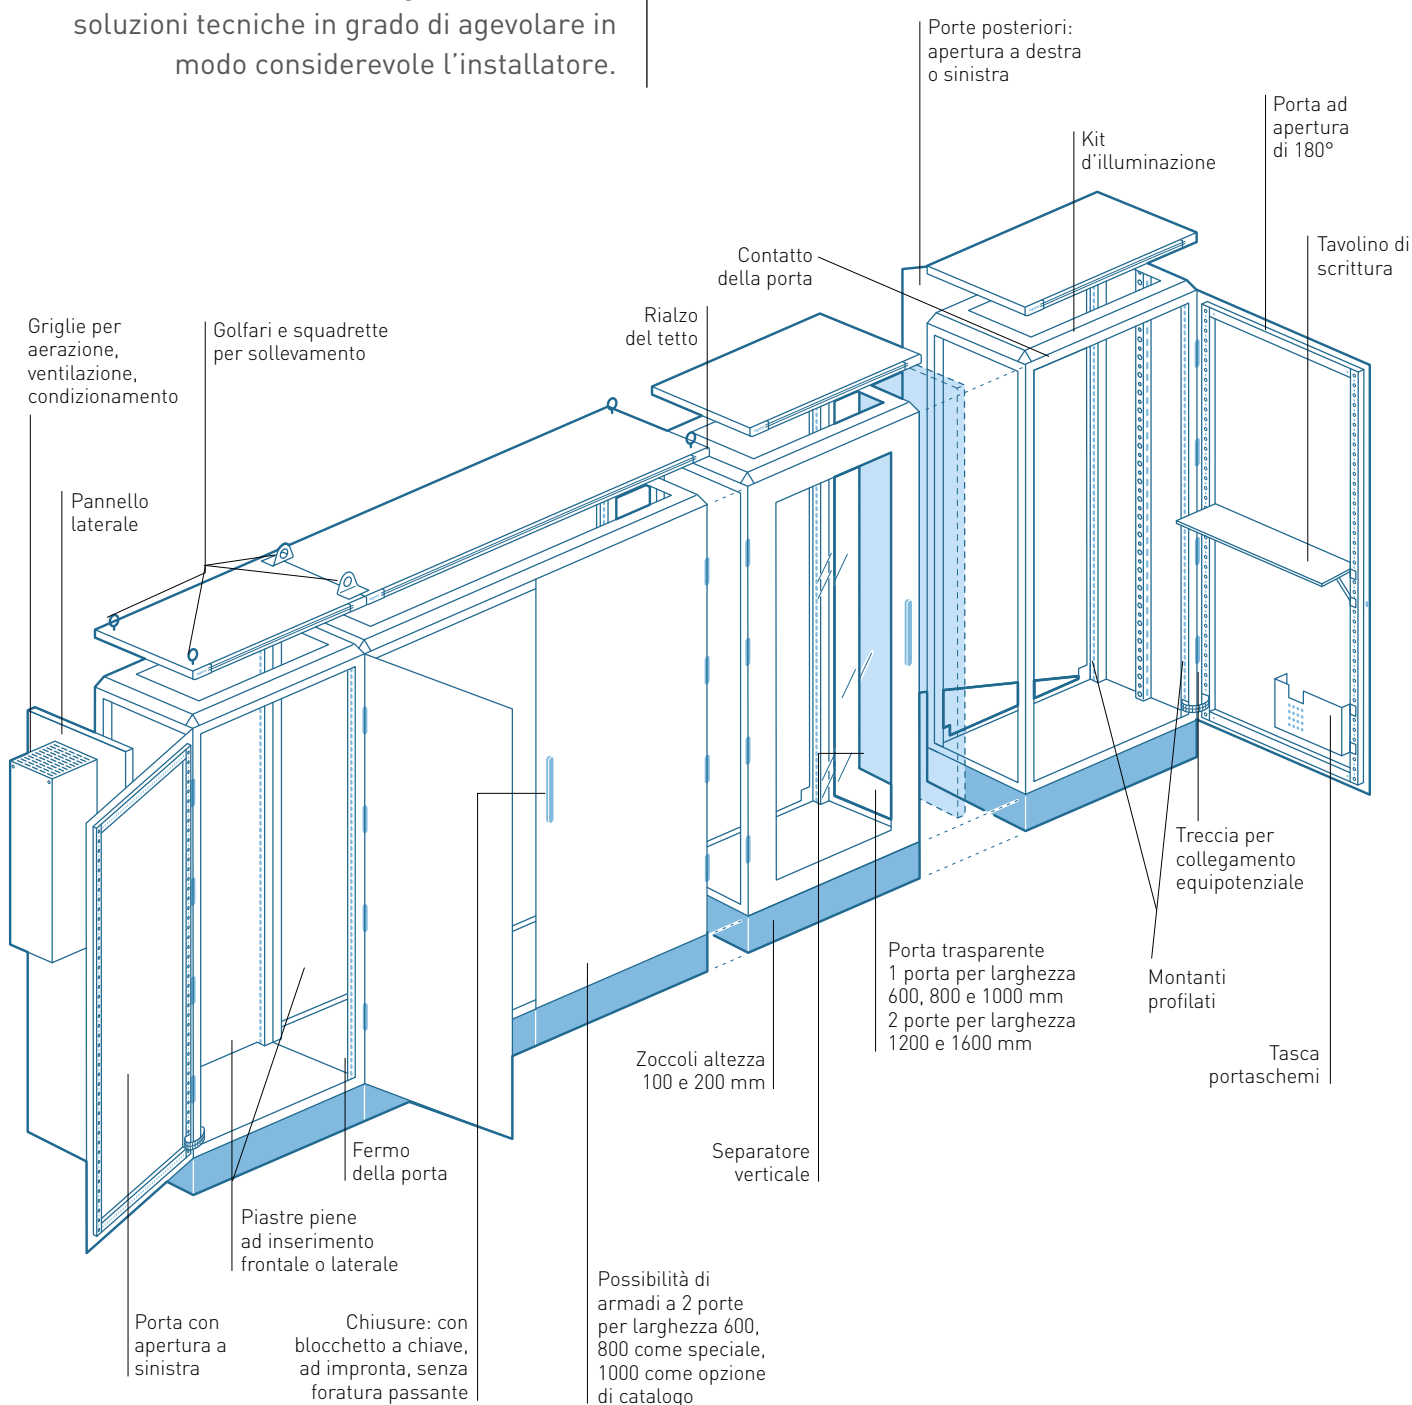 soluzioni tecniche in grado di agevolare in
modo considerevole l'installatore.
Porte posteriori:
apertura a destra
o sinistra
Porta ad
apertura
di 180°
Kit
d'illuminazione
Tavolino di
scrittura
Contatto
della porta
Rialzo
del tetto
Griglie per
aerazione,
ventilazione,
condizionamento
Golfari e squadrette
per sollevamento
Pannello
laterale
Treccia per
collegamento
equipotenziale
Porta trasparente
1 porta per larghezza
600, 800 e 1000 mm
2 porte per larghezza
1200 e 1600 mm
Montanti
profilati
Zoccoli altezza
100 e 200 mm
Tasca
portaschemi
Fermo
della porta
Separatore
verticale
Piastre piene
ad inserimento
frontale o laterale
Possibilità di
armadi a 2 porte
per larghezza 600,
800 come speciale,
1000 come opzione
di catalogo
Porta con
apertura a
sinistra
Chiusure: con
blocchetto a chiave,
ad impronta, senza
foratura passante